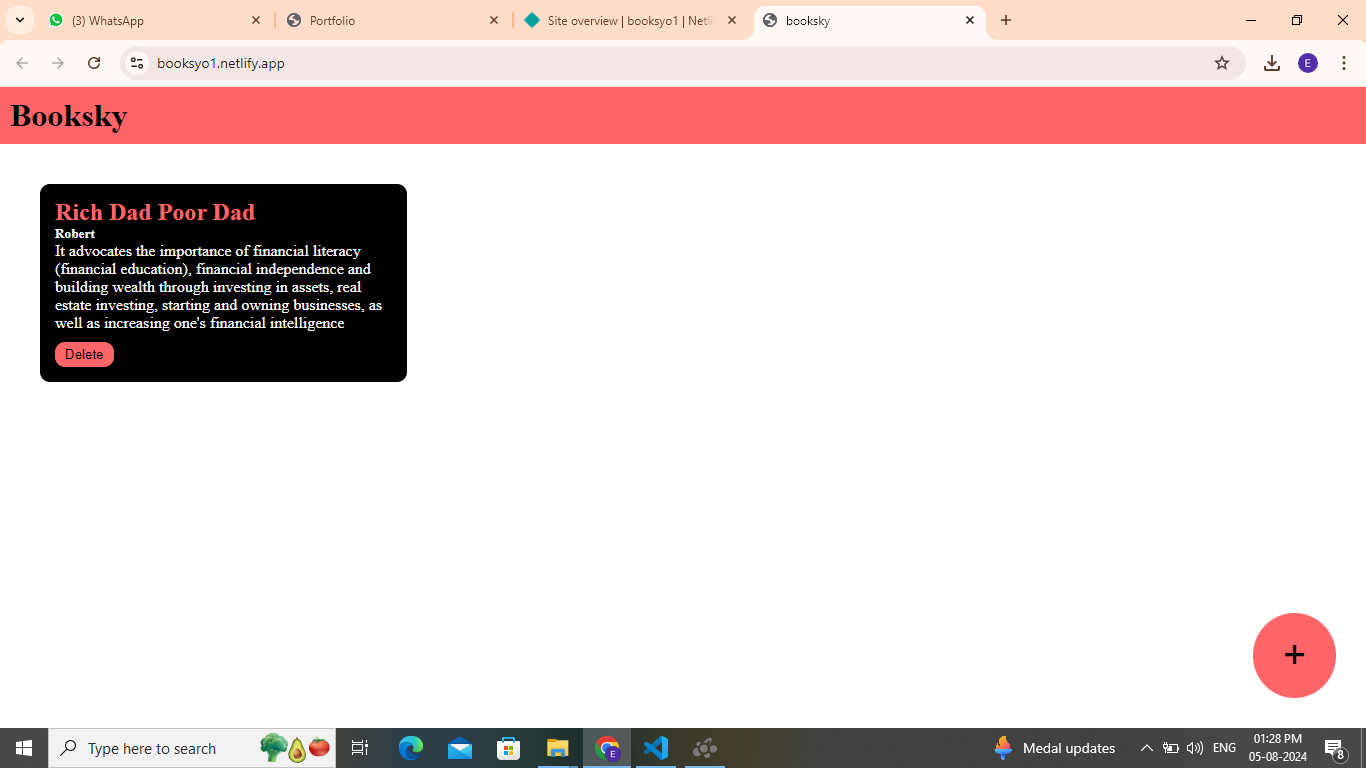 (3) WhatsApp
Portfolio
Site overview | booksyo1 | Netli
booksky
booksyo1.netlify.app
E
Booksky
Rich Dad Poor Dad
Robert
It advocates the importance of financial literacy
(financial education), financial independence and
building wealth through investing in assets, real
estate investing, starting and owning businesses, as
well as increasing one's financial intelligence
Delete
+
Type here to search
E
Medal updates
ENG
01:28 PM
05-08-2024
8